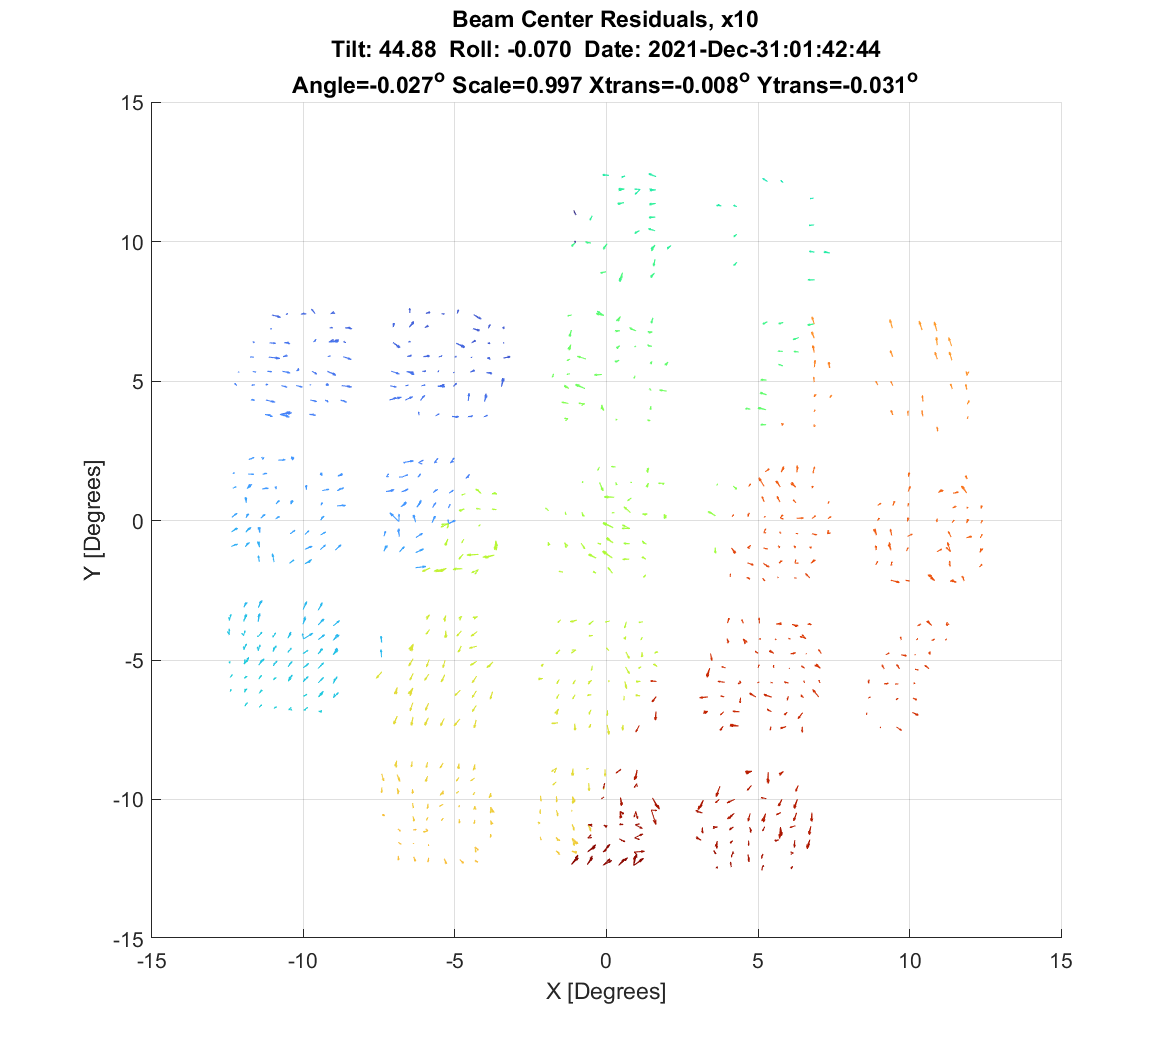 Beam Center Residuals, x10
Tilt: 44.88  Roll: -0.070  Date: 2021-Dec-31:01:42:44
Angle=-0.027° Scale=0.997 Xtrans=-0.008° Ytrans=-0.031°
15
10
5
0
-5
-10
-15
Y [Degrees]
-15 -10 -5 0 5 10 15
X [Degrees]